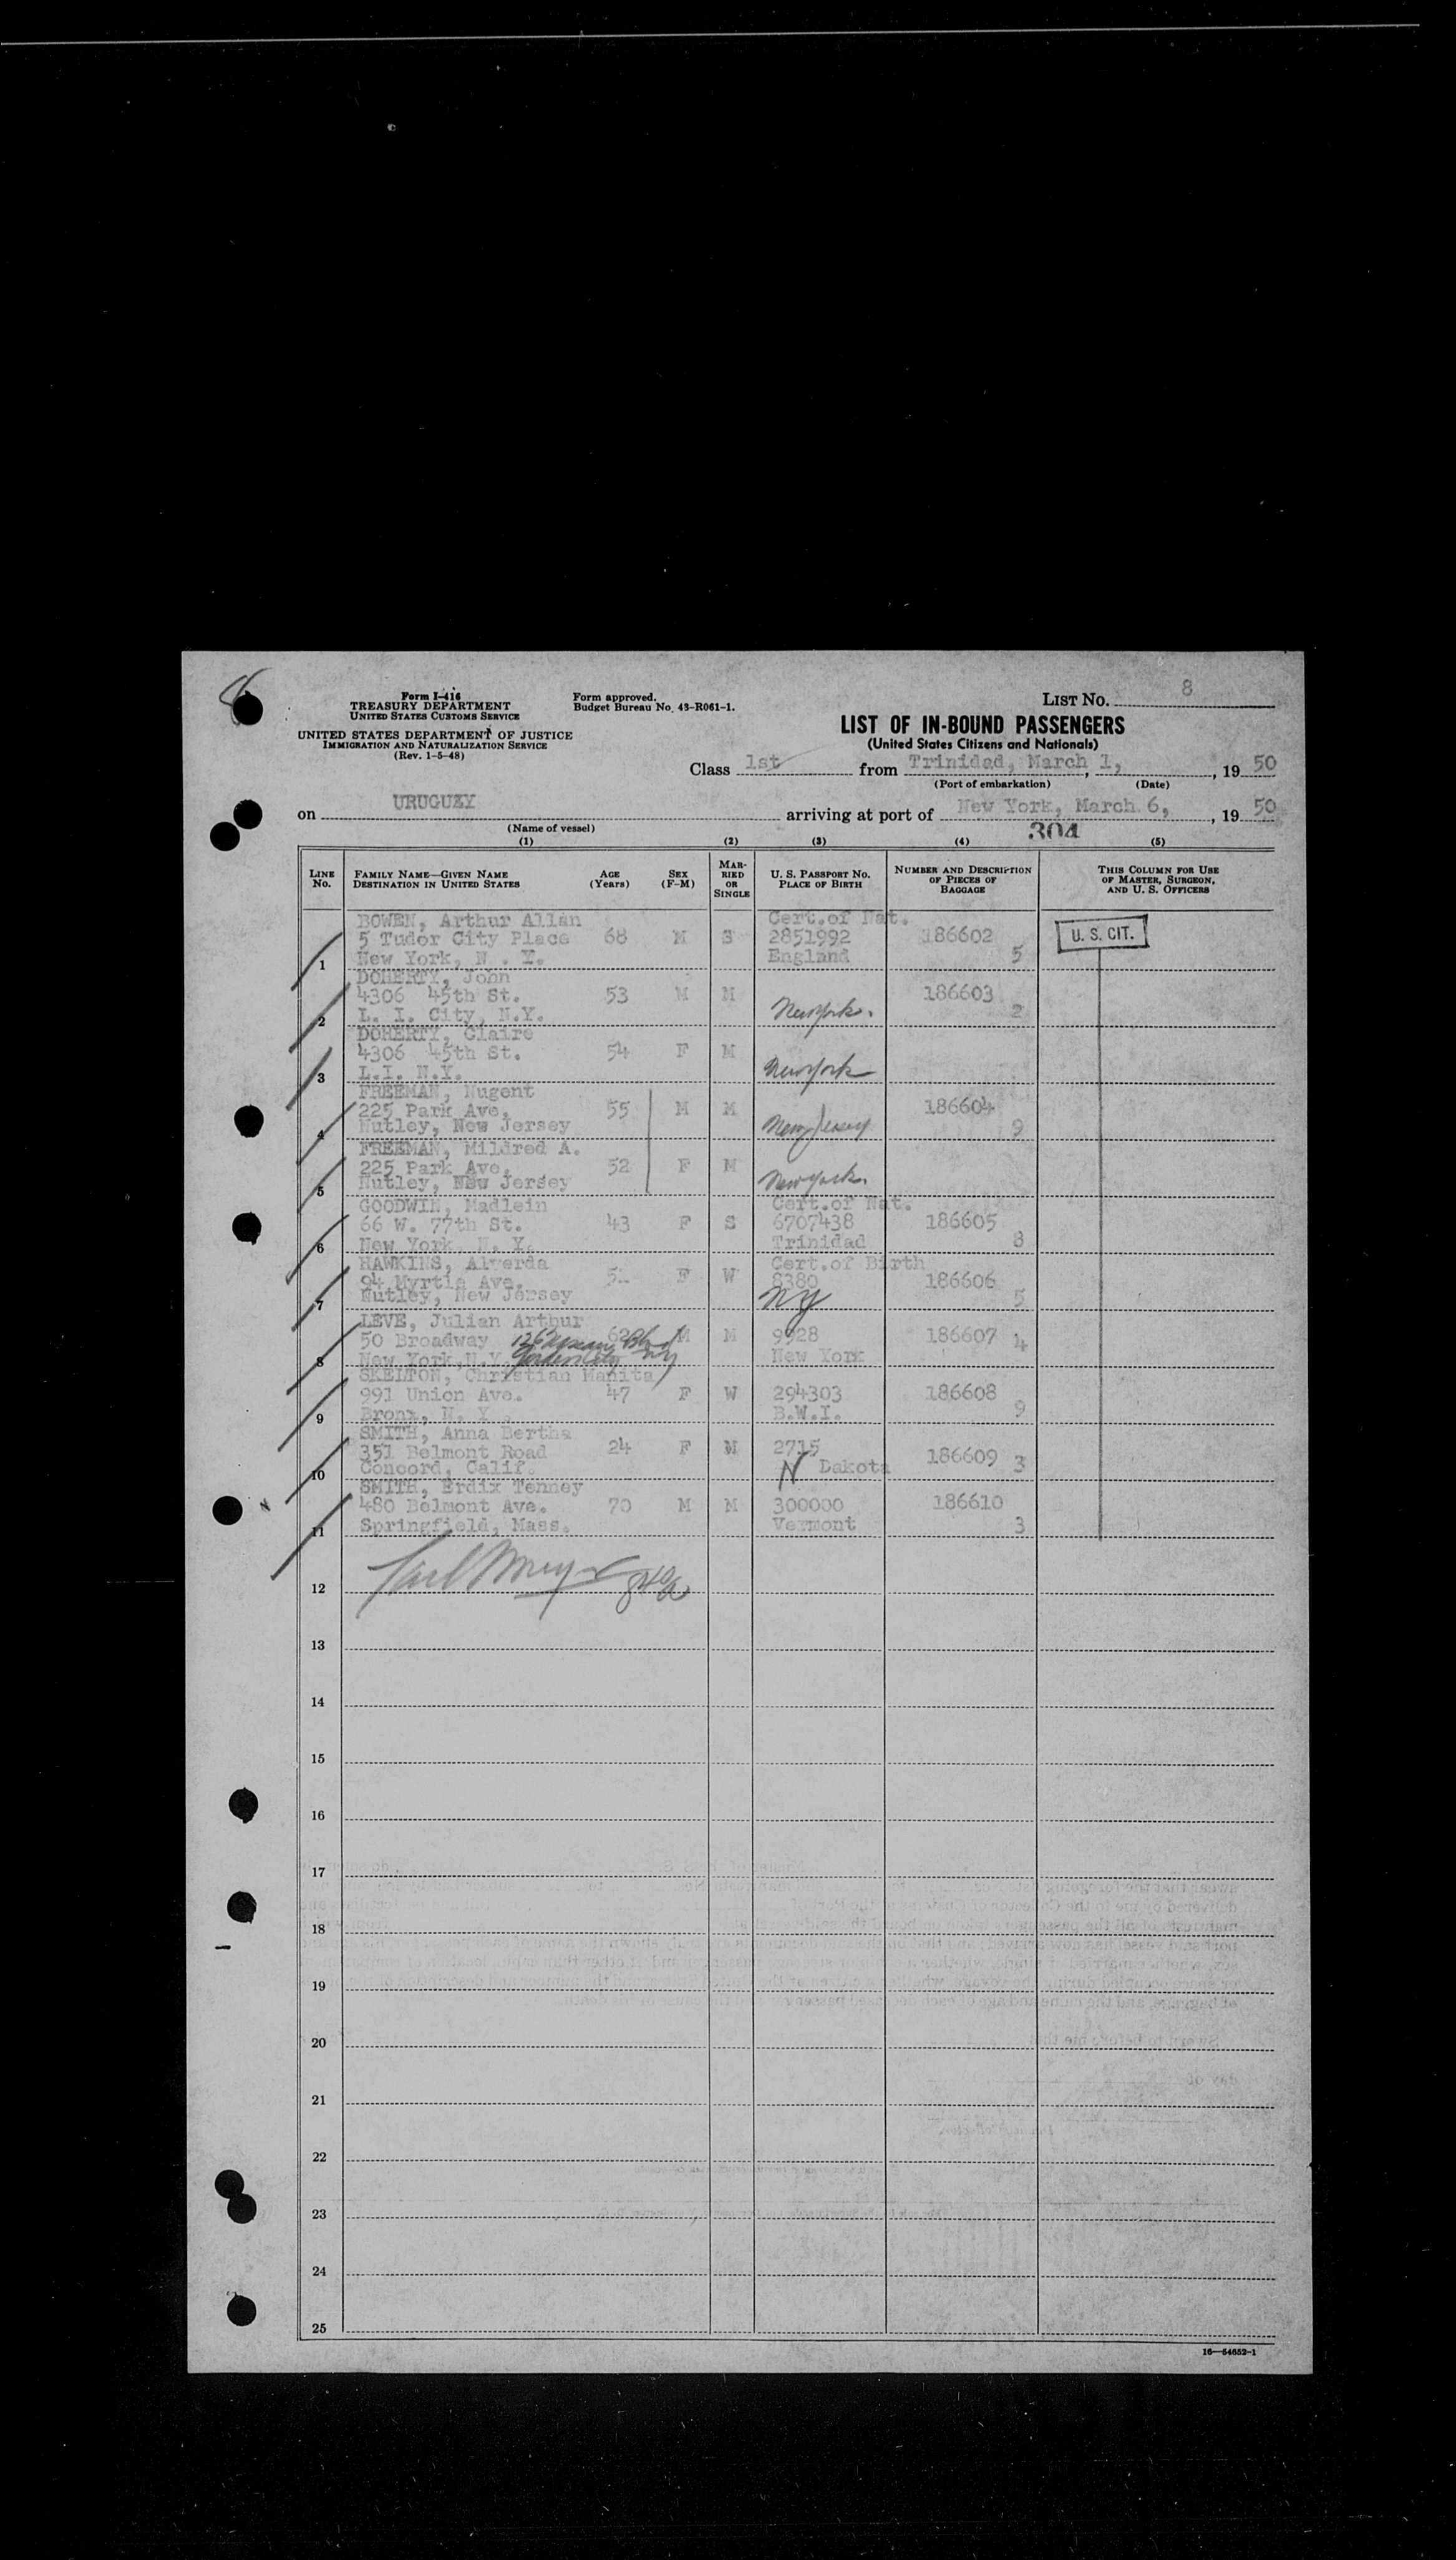 8
Form I-416
TREASURY DEPARTMENT
UNITED STATES CUSTOMS SERVICE
UNITED STATES DEPARTMENT OF JUSTICE
IMMIGRATION AND NATURALIZATION SERVICE
(Rev. 1-5-48)
Form approved.
Budget Bureau No. 43-R061-1.
LIST NO. 8
LIST OF IN-BOUND PASSENGERS
(United States Citizens and Nationals)
Class 1st from Trinidad, March 1, , 19 50
(Port of embarkation) (Date)
on URUGUZY arriving at port of New York, March 6, , 19 50
(Name of vessel)
304
(1) (2) (3) (4) (5)
LINE NO.
FAMILY NAME—GIVEN NAME
DESTINATION IN UNITED STATES
AGE (Years)
SEX (F-M)
MARRIED OR SINGLE
U. S. PASSPORT NO.
PLACE OF BIRTH
NUMBER AND DESCRIPTION OF PIECES OF BAGGAGE
THIS COLUMN FOR USE OF MASTER, SURGEON, AND U. S. OFFICERS
BOWEN, Arthur Allan Cert.of Nat.
5 Tudor City Place 68 M S 2851992 186602 U. S. CIT.
1 New York, N . Y. England 5
DOHERTY, John
4306 45th St. 53 M M 186603
2 L. I. City, N.Y. New York. 2
DOHERTY, Claire
4306 45th St. 54 F M
3 L.I. N.Y. New York
FREEMAN, Nugent
225 Park Ave. 55 M M 186604
4 Nutley, New Jersey New Jersey 9
FREEMAN, Mildred A.
225 Park Ave. 52 F M
5 Nutley, New Jersey New York.
GOODWIN, Madlein Cert.of Nat.
66 W. 77th St. 43 F S 6707438 186605
6 New York, N. Y. Trinidad 8
HAWKINS, Alverda Cert.of Birth
94 Myrtle Ave. F W 8380 186606
7 Nutley, New Jersey NY 5
LEVE, Julian Arthur
50 Broadway 62 M M 9928 186607 4
8 New York,N.Y. Garden City NY New York
SKELTON, Christian Manita
991 Union Ave. 47 F W 294303 186608
9 Bronx, N. Y . B.W.I. 9
SMITH, Anna Bertha
351 Belmont Road 24 F M 2715 186609 3
10 Concord, Calif. N Dakota
SMITH, Erdix Tenney
480 Belmont Ave. 70 M M 300000 186610
11 Springfield, Mass. Vermont 3
12
13
14
15
16
17
18
19
20
21
22
23
24
25
16—54652-1